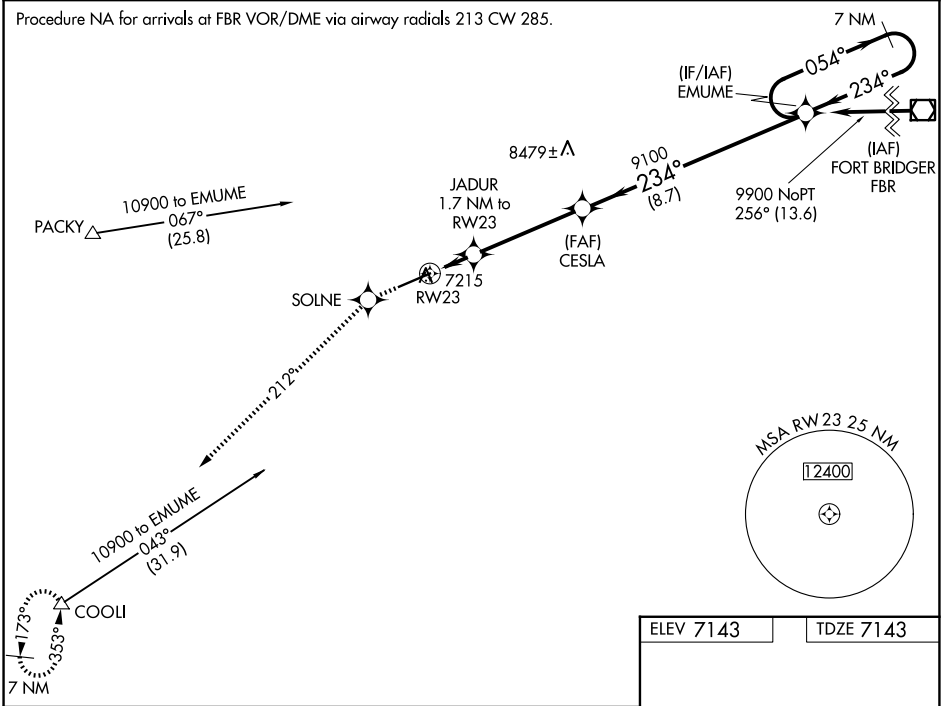 Procedure NA for arrivals at FBR VOR/DME via airway radials 213 CW 285.
7 NM
054°
234°
(IF/IAF)
EMUME
(IAF)
FORT BRIDGER
FBR
9900 NoPT
256° (13.6)
8479±
9100
234°
(8.7)
JADUR
1.7 NM to
RW23
(FAF)
CESLA
10900 to EMUME
067°
(25.8)
PACKY
7215
RW23
SOLNE
212°
MSA RW23 25 NM
12400
10900 to EMUME
043°
(31.9)
COOLI
173°
353°
7 NM
ELEV 7143
TDZE 7143